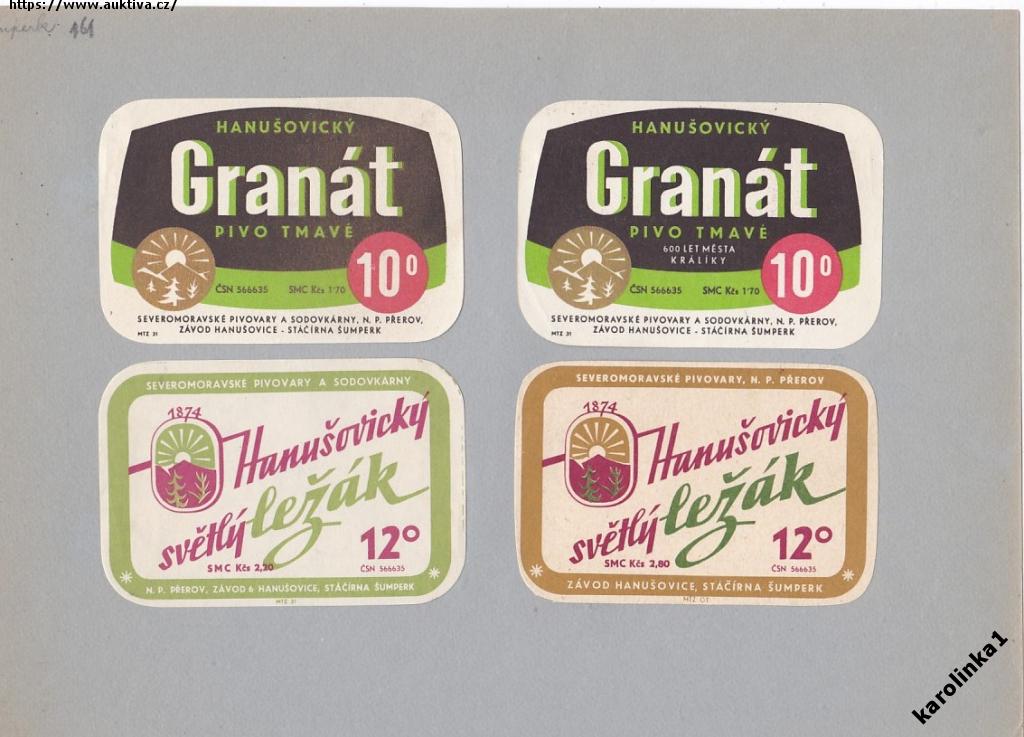 https://www.auktiva.cz/
161
HANUŠOVICKÝ
Granát
PIVO TMAVÉ
10°
ČSN 566635 SMC Kčs 1'70
SEVEROMORAVSKÉ PIVOVARY A SODOVKÁRNY, N. P. PŘEROV,
ZÁVOD HANUŠOVICE - STÁČÍRNA ŠUMPERK
MTZ 31
HANUŠOVICKÝ
Granát
PIVO TMAVÉ
600 LET MĚSTA
KRÁLÍKY
10°
ČSN 566635 SMC Kčs 1'70
SEVEROMORAVSKÉ PIVOVARY A SODOVKÁRNY, N. P. PŘEROV,
ZÁVOD HANUŠOVICE - STÁČÍRNA ŠUMPERK
MTZ 31
SEVEROMORAVSKÉ PIVOVARY A SODOVKÁRNY
1874
Hanušovický
světlý ležák
12°
SMC Kčs 2,20
ČSN 566635
N. P. PŘEROV, ZÁVOD 6 HANUŠOVICE, STÁČÍRNA ŠUMPERK
MTZ 31
SEVEROMORAVSKÉ PIVOVARY, N. P. PŘEROV
1874
Hanušovický
světlý ležák
12°
SMC Kčs 2,80
ČSN 566635
ZÁVOD HANUŠOVICE, STÁČÍRNA ŠUMPERK
MTZ
karolinka1